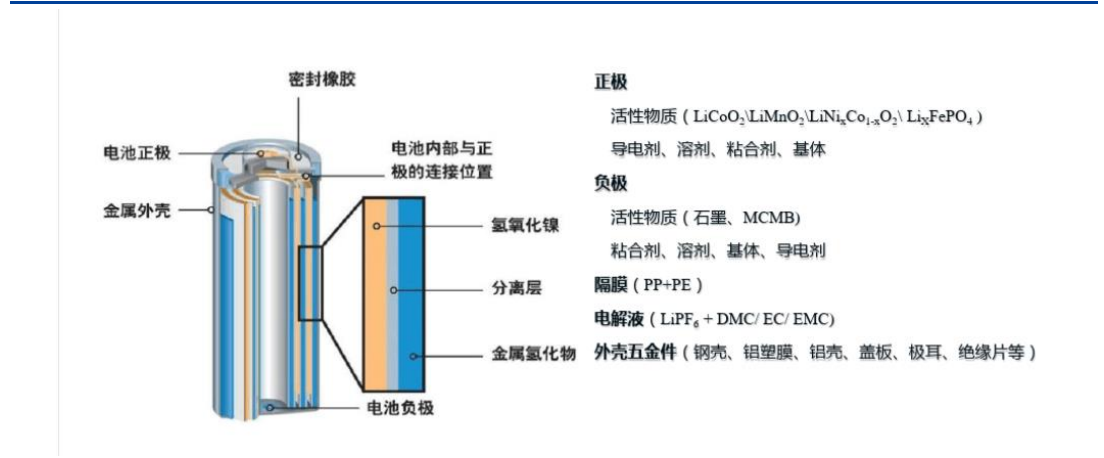 密封橡胶
电池正极
电池内部与正
极的连接位置
金属外壳
氢氧化镍
分离层
金属氢化物
电池负极
正极
活性物质（LiCoO₂\LiMnO₂\LiNiₓCo₁₋ₓO₂\ LiₓFePO₄）
导电剂、溶剂、粘合剂、基体
负极
活性物质（石墨、MCMB)
粘合剂、溶剂、基体、导电剂
隔膜（PP+PE）
电解液（LiPF₆ + DMC/ EC/ EMC)
外壳五金件（钢壳、铝塑膜、铝壳、盖板、极耳、绝缘片等）